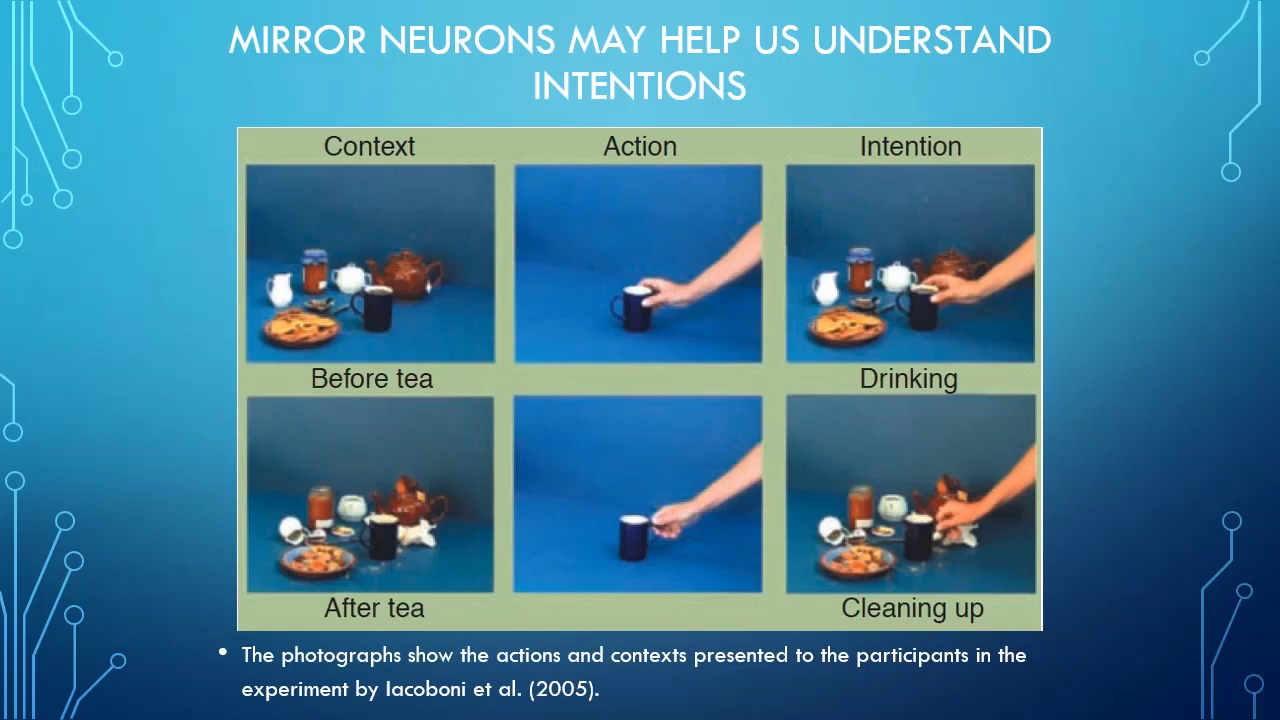 MIRROR NEURONS MAY HELP US UNDERSTAND
INTENTIONS
Context Action Intention
Before tea Drinking
After tea Cleaning up
• The photographs show the actions and contexts presented to the participants in the
experiment by Iacoboni et al. (2005).